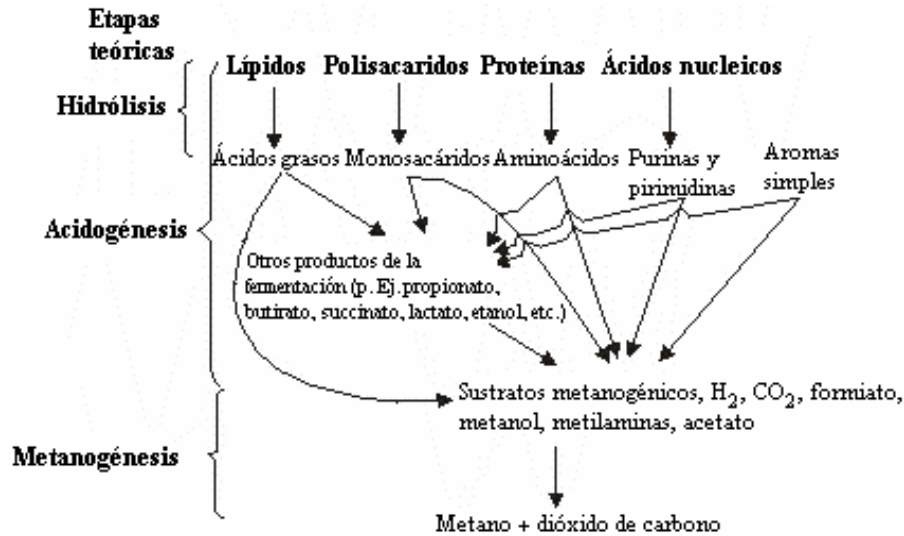 Etapas
teóricas
Lípidos Polisacaridos Proteínas Ácidos nucleicos
Hidrólisis
Ácidos grasos Monosacáridos Aminoácidos Purinas y
pirimidinas
Aromas
simples
Acidogénesis
Otros productos de la
fermentación (p. Ej. propionato,
butirato, succinato, lactato, etanol, etc.)
Sustratos metanogénicos, H2, CO2, formiato,
metanol, metilaminas, acetato
Metanogénesis
Metano + dióxido de carbono